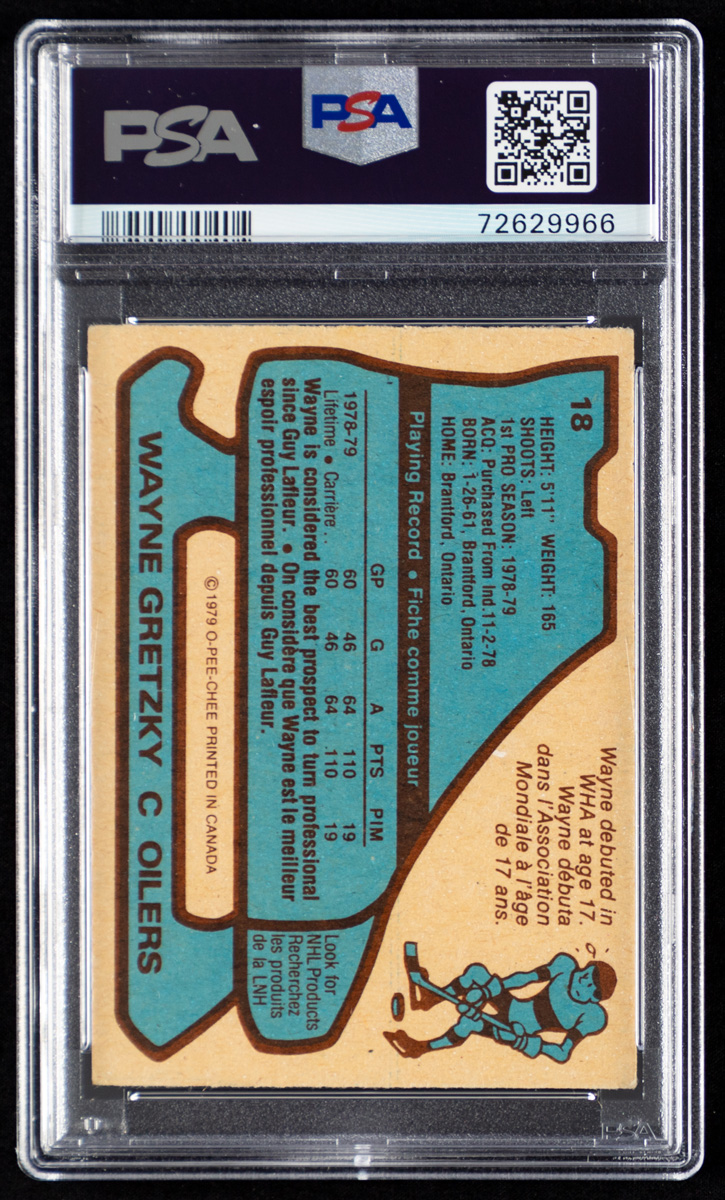 PSA
PSA
72629966
18
HEIGHT: 5'11" WEIGHT: 165
SHOOTS: Left
1st PRO SEASON: 1978-79
ACQ: Purchased From Ind. 11-2-78
BORN: 1-26-61, Brantford, Ontario
HOME: Brantford, Ontario
Wayne debuted in
WHA at age 17.
Wayne débuta
dans l'Association
Mondiale à l'âge
de 17 ans.
Playing Record • Fiche comme joueur
GP G A PTS PIM
1978-79 60 46 64 110 19
Lifetime • Carrière . . 60 46 64 110 19
Wayne is considered the best prospect to turn professional
since Guy Lafleur. • On considère que Wayne est le meilleur
espoir professionnel depuis Guy Lafleur.
Look for
NHL Products
Recherchez
les produits
de la LNH
© 1979 O-PEE-CHEE PRINTED IN CANADA
WAYNE GRETZKY C OILERS
PSA